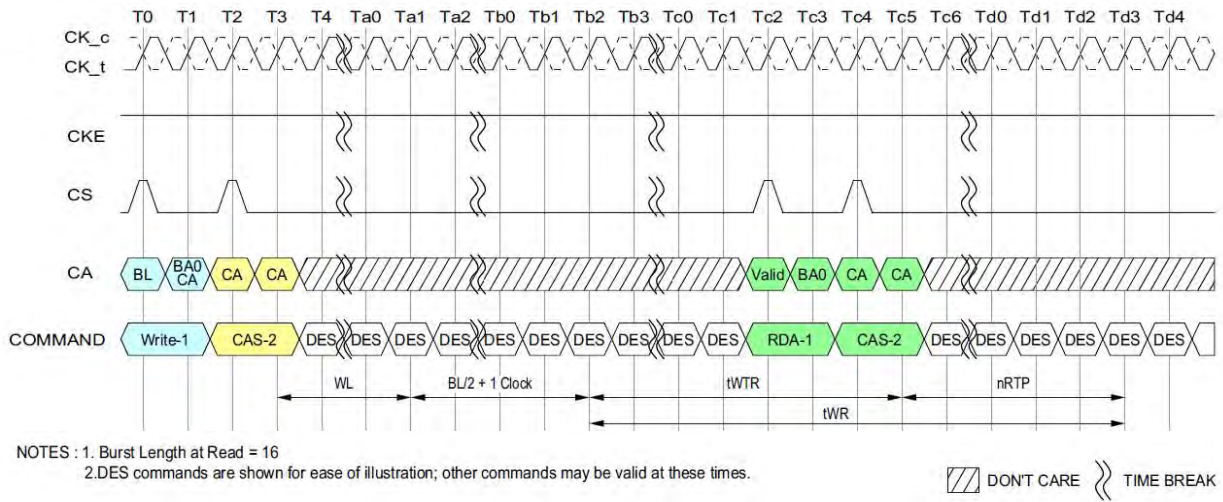 T0 T1 T2 T3 T4 Ta0 Ta1 Ta2 Tb0 Tb1 Tb2 Tb3 Tc0 Tc1 Tc2 Tc3 Tc4 Tc5 Tc6 Td0 Td1 Td2 Td3 Td4
CK_c
CK_t
CKE
CS
CA BL BA0 CA CA CA Valid BA0 CA CA
COMMAND Write-1 CAS-2 DES DES DES DES DES DES DES DES DES DES RDA-1 CAS-2 DES DES DES DES DES DES
WL BL/2 + 1 Clock tWTR nRTP
tWR
NOTES : 1. Burst Length at Read = 16
2.DES commands are shown for ease of illustration; other commands may be valid at these times.
DON'T CARE TIME BREAK